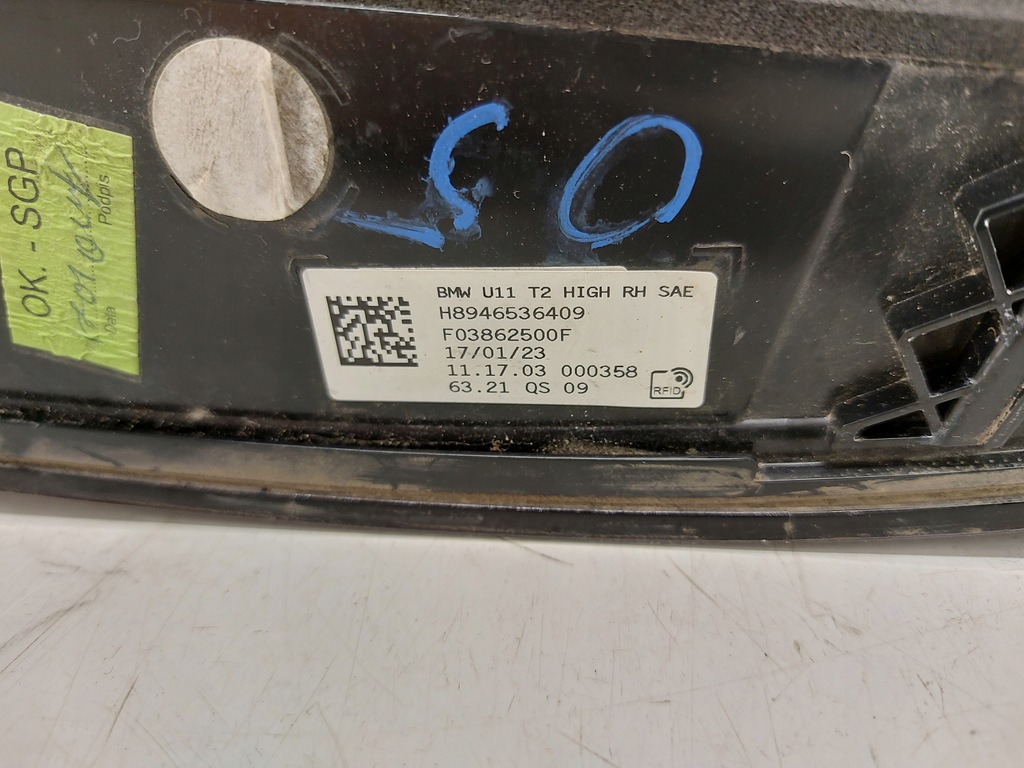 OK. - SGP
Data
Podpis
SO
BMW U11 T2 HIGH RH SAE
H8946536409
F03862500F
17/01/23
11.17.03 000358
63.21 QS 09
RFID